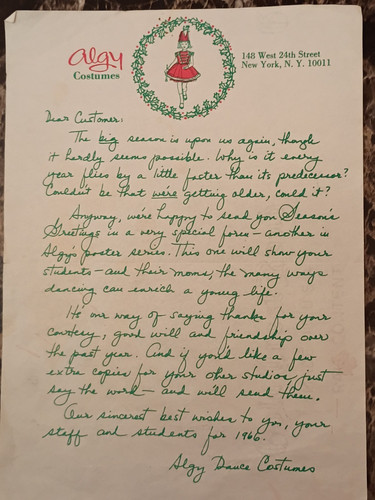 Algy
Costumes
148 West 24th Street
New York, N. Y. 10011
Dear Customer:
The big season is upon us again, though
it hardly seems possible. Why is it every
year flies by a little faster than its predecessor?
Couldn't be that we're getting older, could it?
Anyway, we're happy to send you Season's
Greetings in a very special form - another in
Algy's poster series. This one will show your
students - and their moms, the many ways
dancing can enrich a young life.
It's our way of saying thanks for your
courtesy, good will and friendship over
the past year. And if you'd like a few
extra copies for your other studios, just
say the word - and we'll send them.
Our sincerest best wishes to you, your
staff and students for 1966.
Algy Dance Costumes